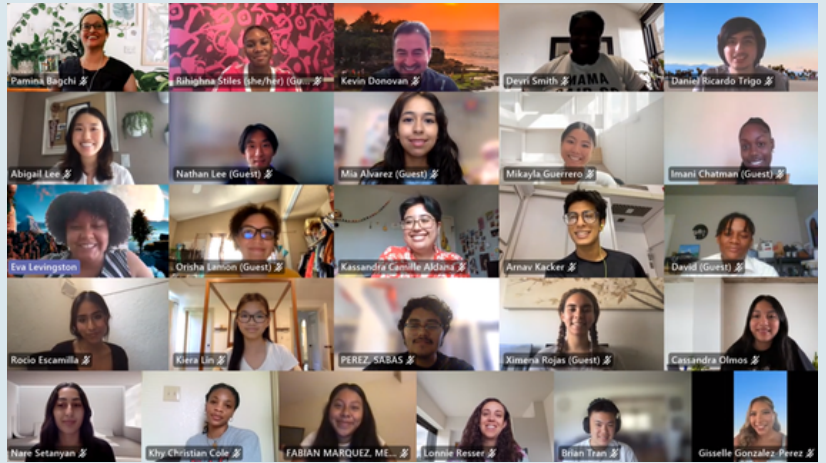 Pamina Bagchi
Rihighna Stiles (she/her) (Gu...
Kevin Donovan
Devri Smith
MAMA
Daniel Ricardo Trigo
Abigail Lee
Nathan Lee (Guest)
Mia Alvarez (Guest)
Mikayla Guerrero
Imani Chatman (Guest)
Eva Levingston
Orisha Lamon (Guest)
Kassandra Camille Aldana
Arnav Kacker
David (Guest)
Rocio Escamilla
Kiera Lin
PEREZ, SABAS
Ximena Rojas (Guest)
Cassandra Olmos
Nare Setanyan
Khy Christian Cole
FABIAN MARQUEZ, ME...
Lonnie Resser
Brian Tran
Gisselle Gonzalez-Perez